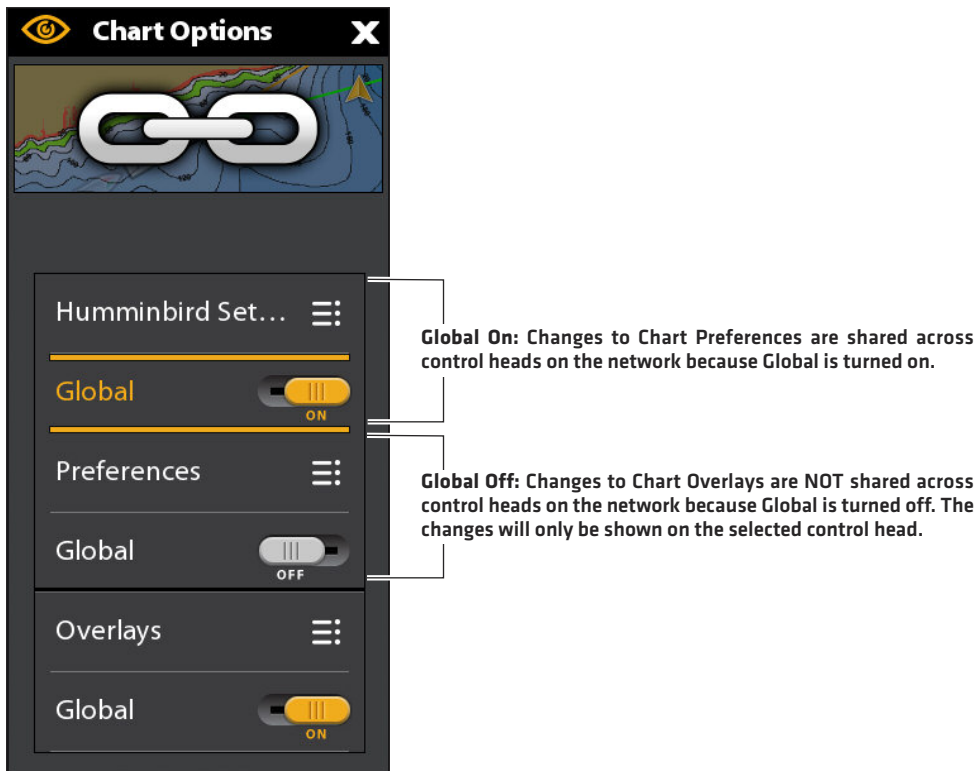 Chart Options X
Humminbird Set...
Global
ON
Preferences
Global
OFF
Overlays
Global
ON
Global On: Changes to Chart Preferences are shared across
control heads on the network because Global is turned on.
Global Off: Changes to Chart Overlays are NOT shared across
control heads on the network because Global is turned off. The
changes will only be shown on the selected control head.